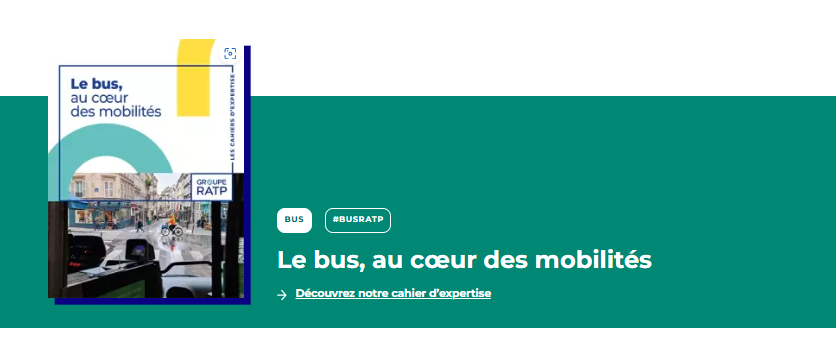 Le bus,
au cœur
des mobilités
LES CAHIERS D'EXPERTISE
GROUPE
RATP
BUS
#BUSRATP
Le bus, au cœur des mobilités
Découvrez notre cahier d'expertise